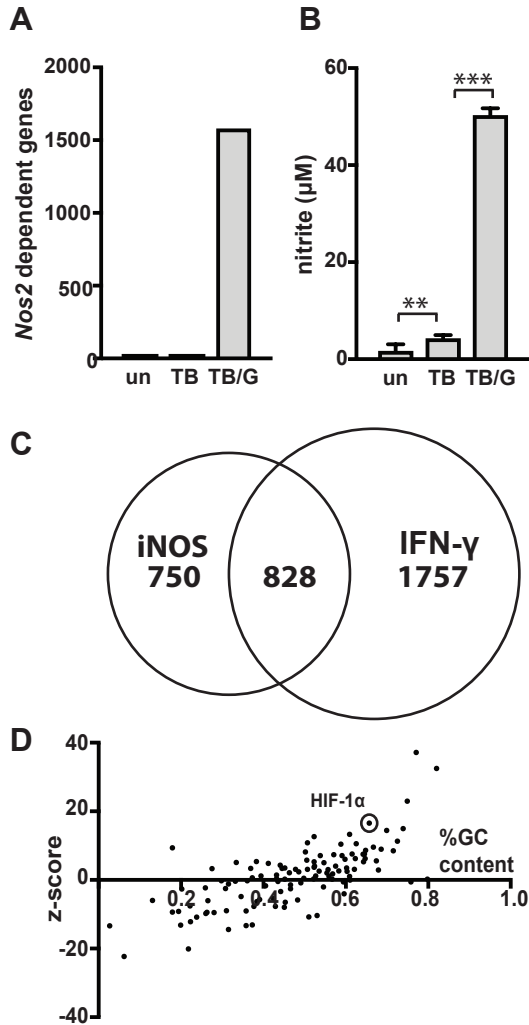 A
Nos2 dependent genes
2000
1500
1000
500
0
un TB TB/G
B
nitrite (µM)
60
40
20
0
**
***
un TB TB/G
C
iNOS
750
828
IFN-γ
1757
D
z-score
40
20
0
-20
-40
HIF-1α
%GC
content
0.2 0.4 0.6 0.8 1.0